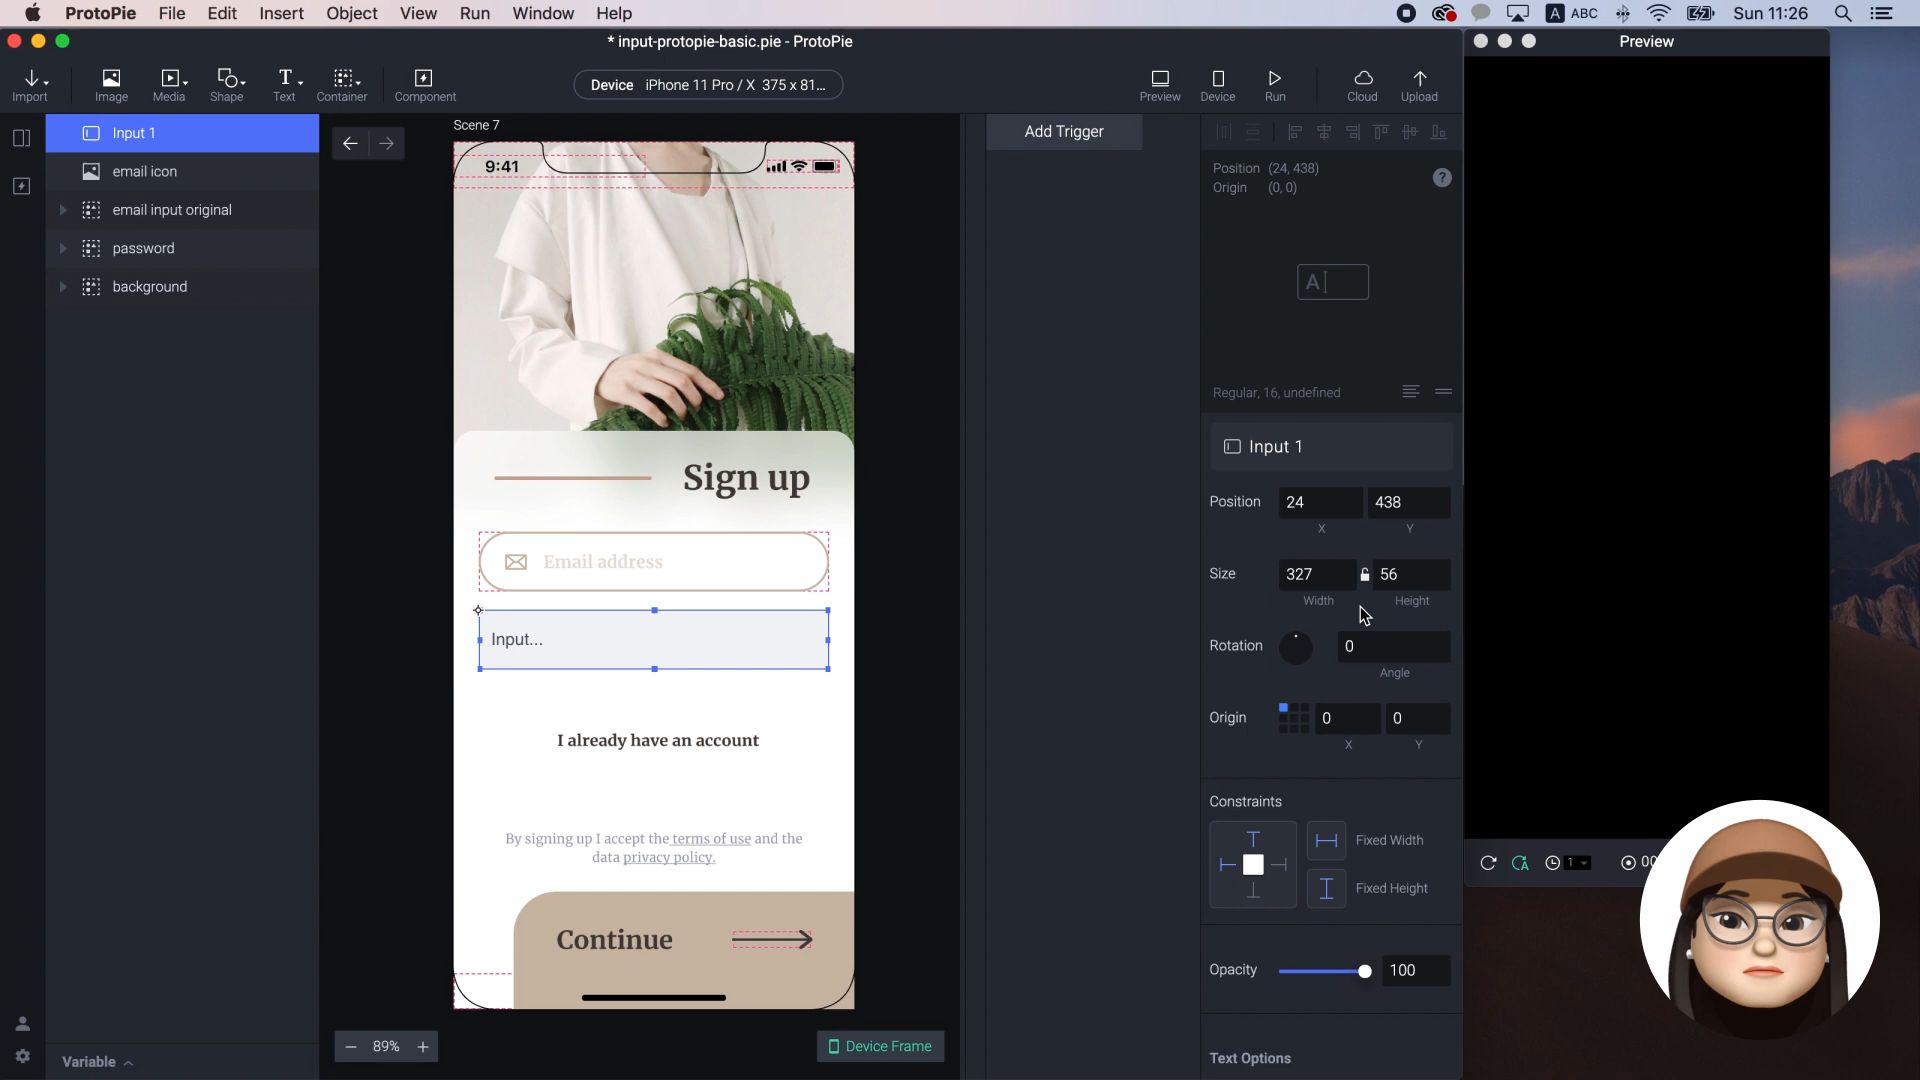 ProtoPie File Edit Insert Object View Run Window Help
A ABC Sun 11:26
* input-protopie-basic.pie - ProtoPie
Preview
Import Image Media Shape Text Container Component
Device iPhone 11 Pro / X 375 x 81...
Preview Device Run Cloud Upload
Input 1
email icon
email input original
password
background
Variable
Scene 7
9:41
Sign up
Email address
Input...
I already have an account
By signing up I accept the terms of use and the
data privacy policy.
Continue
89%
Device Frame
Add Trigger
Position (24, 438)
Origin (0, 0)
?
A
Regular, 16, undefined
Input 1
Position 24 438
X Y
Size 327 56
Width Height
Rotation 0
Angle
Origin 0 0
X Y
Constraints
Fixed Width
Fixed Height
Opacity 100
Text Options
A 1 00